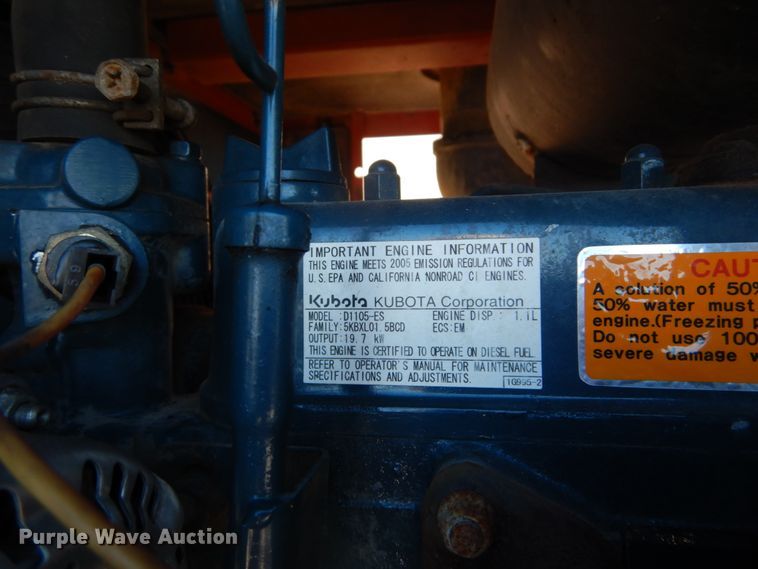 IMPORTANT ENGINE INFORMATION
THIS ENGINE MEETS 2005 EMISSION REGULATIONS FOR
U.S.EPA AND CALIFORNIA NONROAD CI ENGINES.
Kubota KUBOTA Corporation
MODEL:D1105-ES ENGINE DISP.: 1.1L
FAMILY:5KBXL01.5BCD ECS:EM
OUTPUT:19.7 kW
THIS ENGINE IS CERTIFIED TO OPERATE ON DIESEL FUEL.
REFER TO OPERATOR'S MANUAL FOR MAINTENANCE
SPECIFICATIONS AND ADJUSTMENTS.
1G995-2
CAUT
A solution of 50%
50% water must
engine.(Freezing p
Do not use 100
severe damage w
Purple Wave Auction